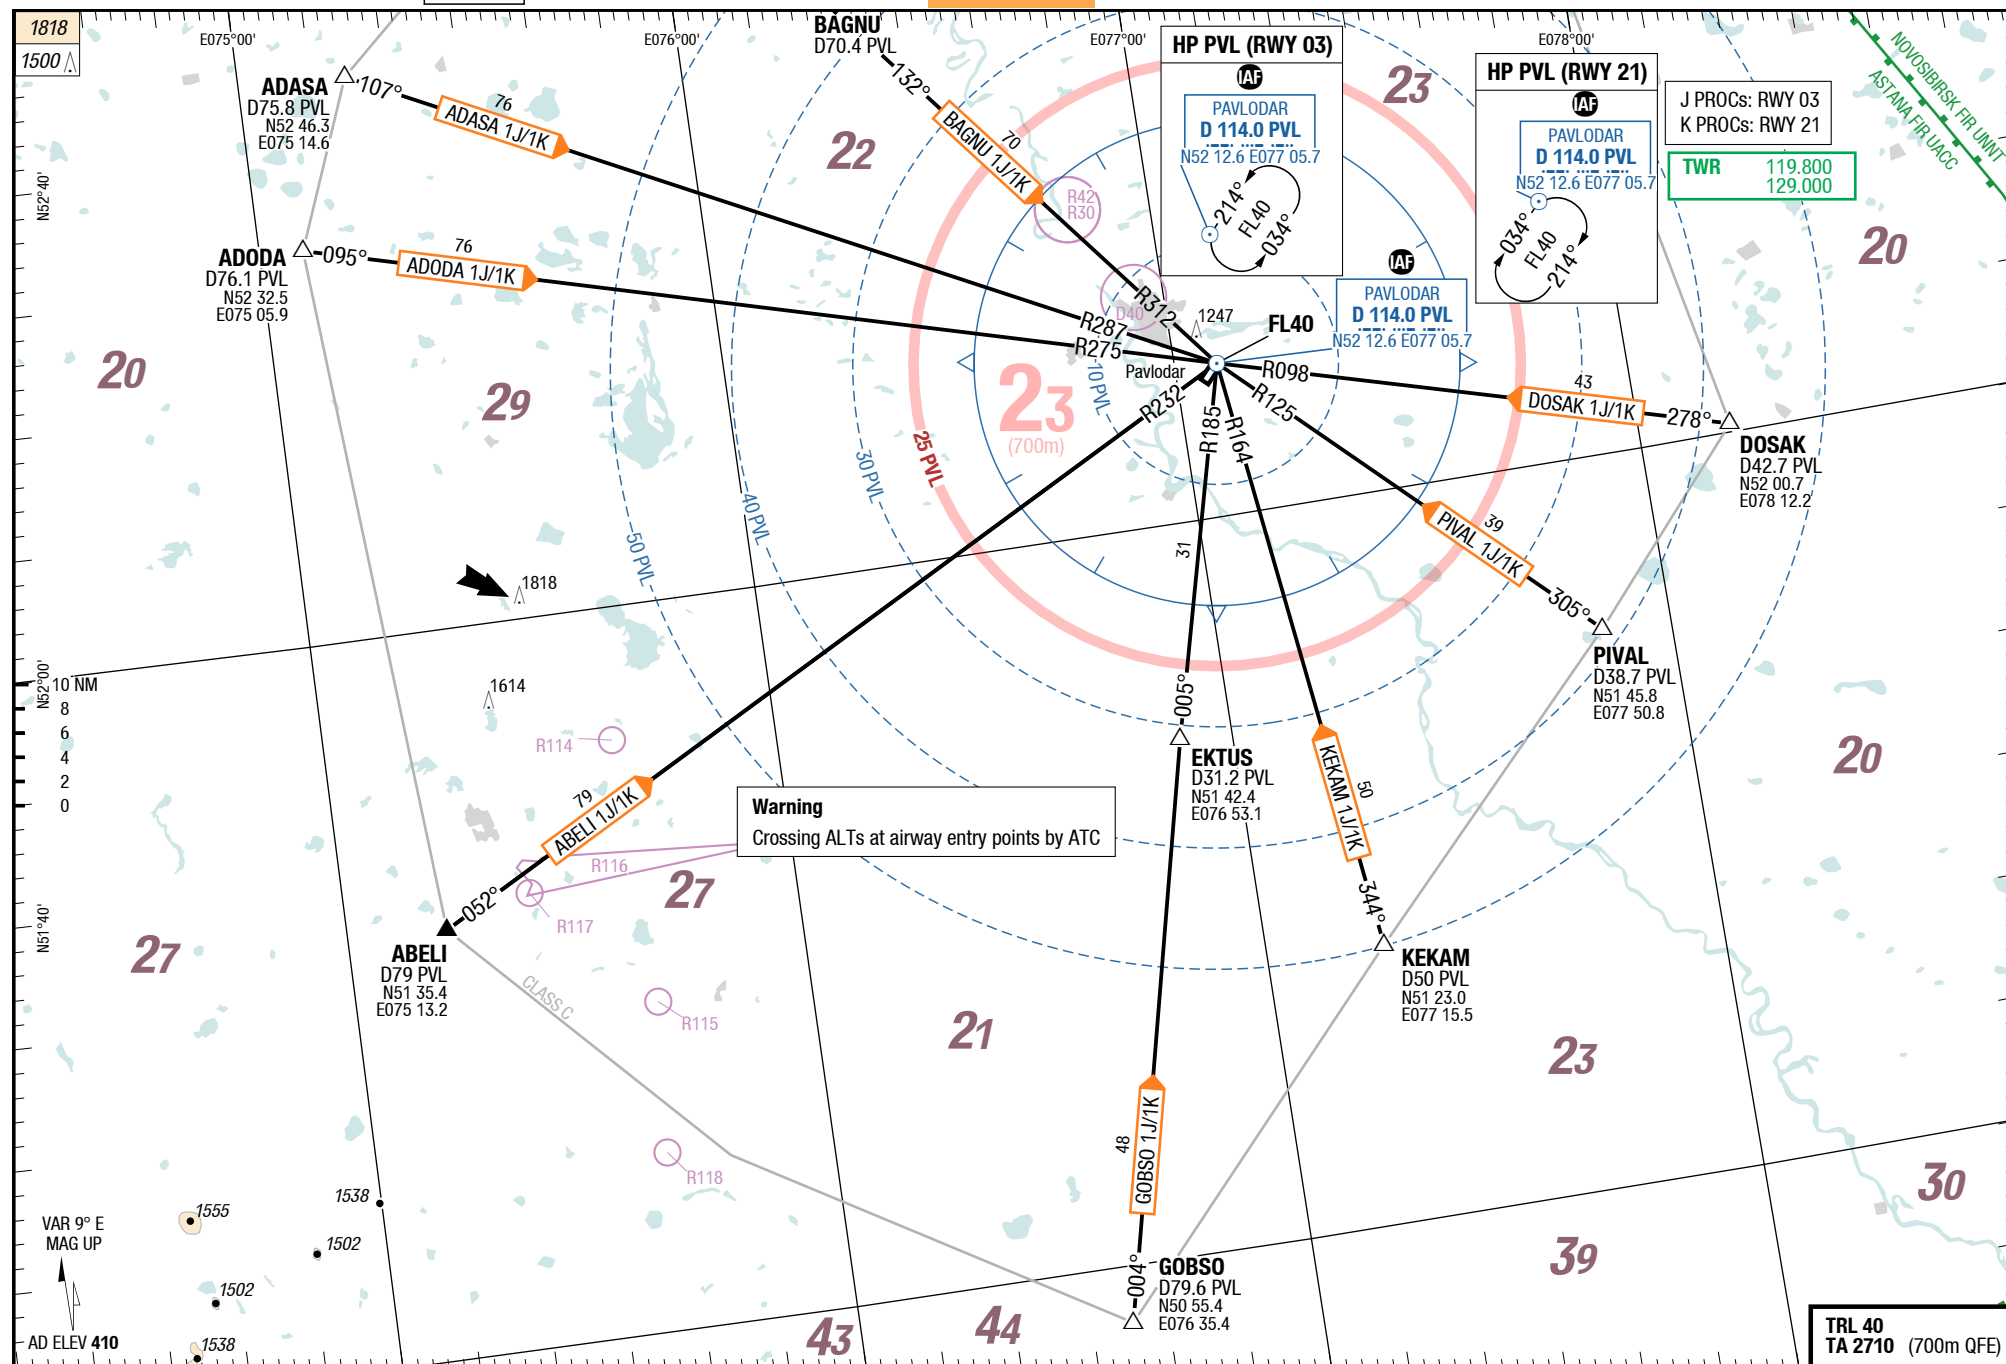 1818
1500
E075°00'
E076°00'
E077°00'
E078°00'
BAGNU
D70.4 PVL
132°
70
BAGNU 1J/1K
ADASA
D75.8 PVL
N52 46.3
E075 14.6
107°
76
ADASA 1J/1K
ADODA
D76.1 PVL
N52 32.5
E075 05.9
095°
76
ADODA 1J/1K
HP PVL (RWY 03)
IAF
PAVLODAR
D 114.0 PVL
N52 12.6 E077 05.7
214°
FL40
034°
HP PVL (RWY 21)
IAF
PAVLODAR
D 114.0 PVL
N52 12.6 E077 05.7
034°
FL40
214°
J PROCs: RWY 03
K PROCs: RWY 21
TWR 119.800
129.000
NOVOSIBIRSK FIR UNNT
ASTANA FIR UACC
N52°40'
22
23
20
R42
R30
D40
R312
R287
R275
1247
IAF
PAVLODAR
D 114.0 PVL
N52 12.6 E077 05.7
FL40
Pavlodar
10 PVL
23
(700m)
25 PVL
30 PVL
40 PVL
50 PVL
R098
R125
R164
R185
R232
43
DOSAK 1J/1K
278°
DOSAK
D42.7 PVL
N52 00.7
E078 12.2
20
29
39
PIVAL 1J/1K
305°
PIVAL
D38.7 PVL
N51 45.8
E077 50.8
31
1818
1614
R114
N52°00'
10 NM
8
6
4
2
0
005°
EKTUS
D31.2 PVL
N51 42.4
E076 53.1
50
KEKAM 1J/1K
344°
KEKAM
D50 PVL
N51 23.0
E077 15.5
20
79
ABELI 1J/1K
052°
ABELI
D79 PVL
N51 35.4
E075 13.2
Warning
Crossing ALTs at airway entry points by ATC
R116
R117
27
27
N51°40'
CLASS C
R115
21
23
R118
48
GOBSO 1J/1K
004°
GOBSO
D79.6 PVL
N50 55.4
E076 35.4
30
39
44
43
1538
1555
1502
1502
1538
VAR 9° E
MAG UP
AD ELEV 410
TRL 40
TA 2710 (700m QFE)